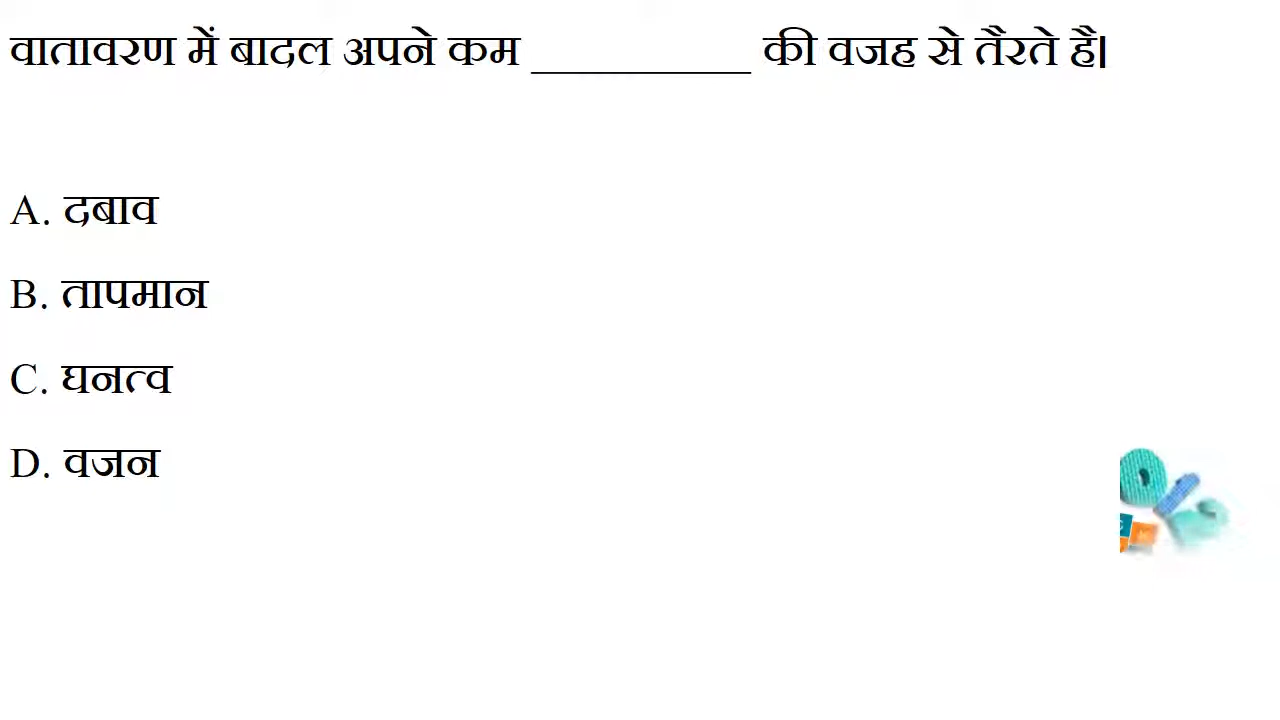 वातावरण में बादल अपने कम __________ की वजह से तैरते है।
A. दबाव
B. तापमान
C. घनत्व
D. वजन